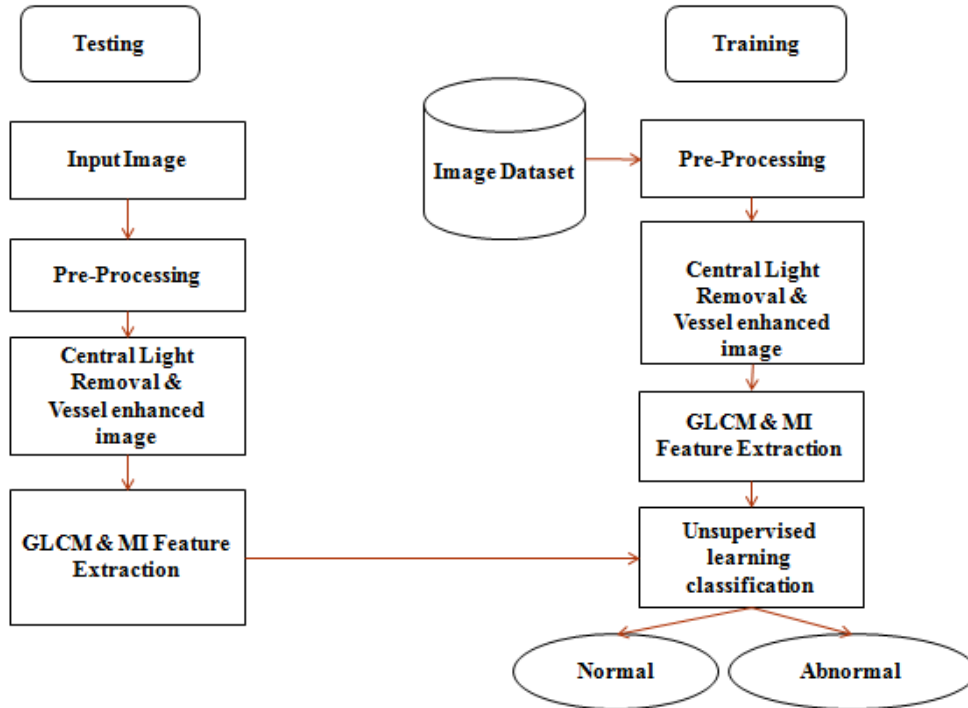 Testing
Training
Input Image
Image Dataset
Pre-Processing
Pre-Processing
Central Light
Removal &
Vessel enhanced
image
Central Light
Removal &
Vessel enhanced
image
GLCM & MI
Feature Extraction
GLCM & MI Feature
Extraction
Unsupervised
learning
classification
Normal
Abnormal